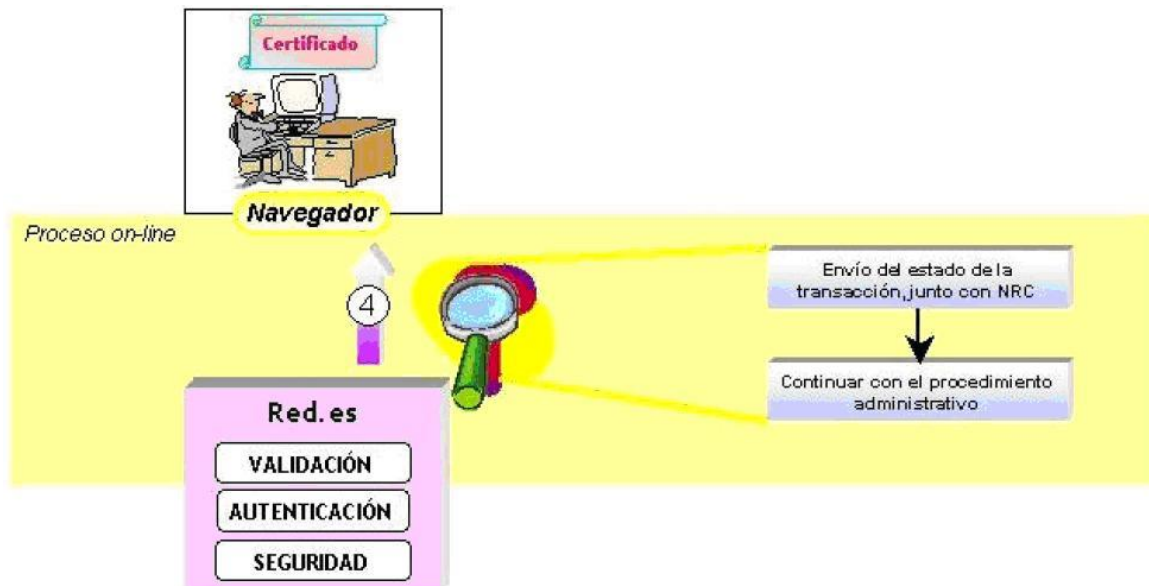 Certificado
Navegador
Proceso on-line
4
Envío del estado de la
transacción,junto con NRC
Continuar con el procedimiento
administrativo
Red.es
VALIDACIÓN
AUTENTICACIÓN
SEGURIDAD